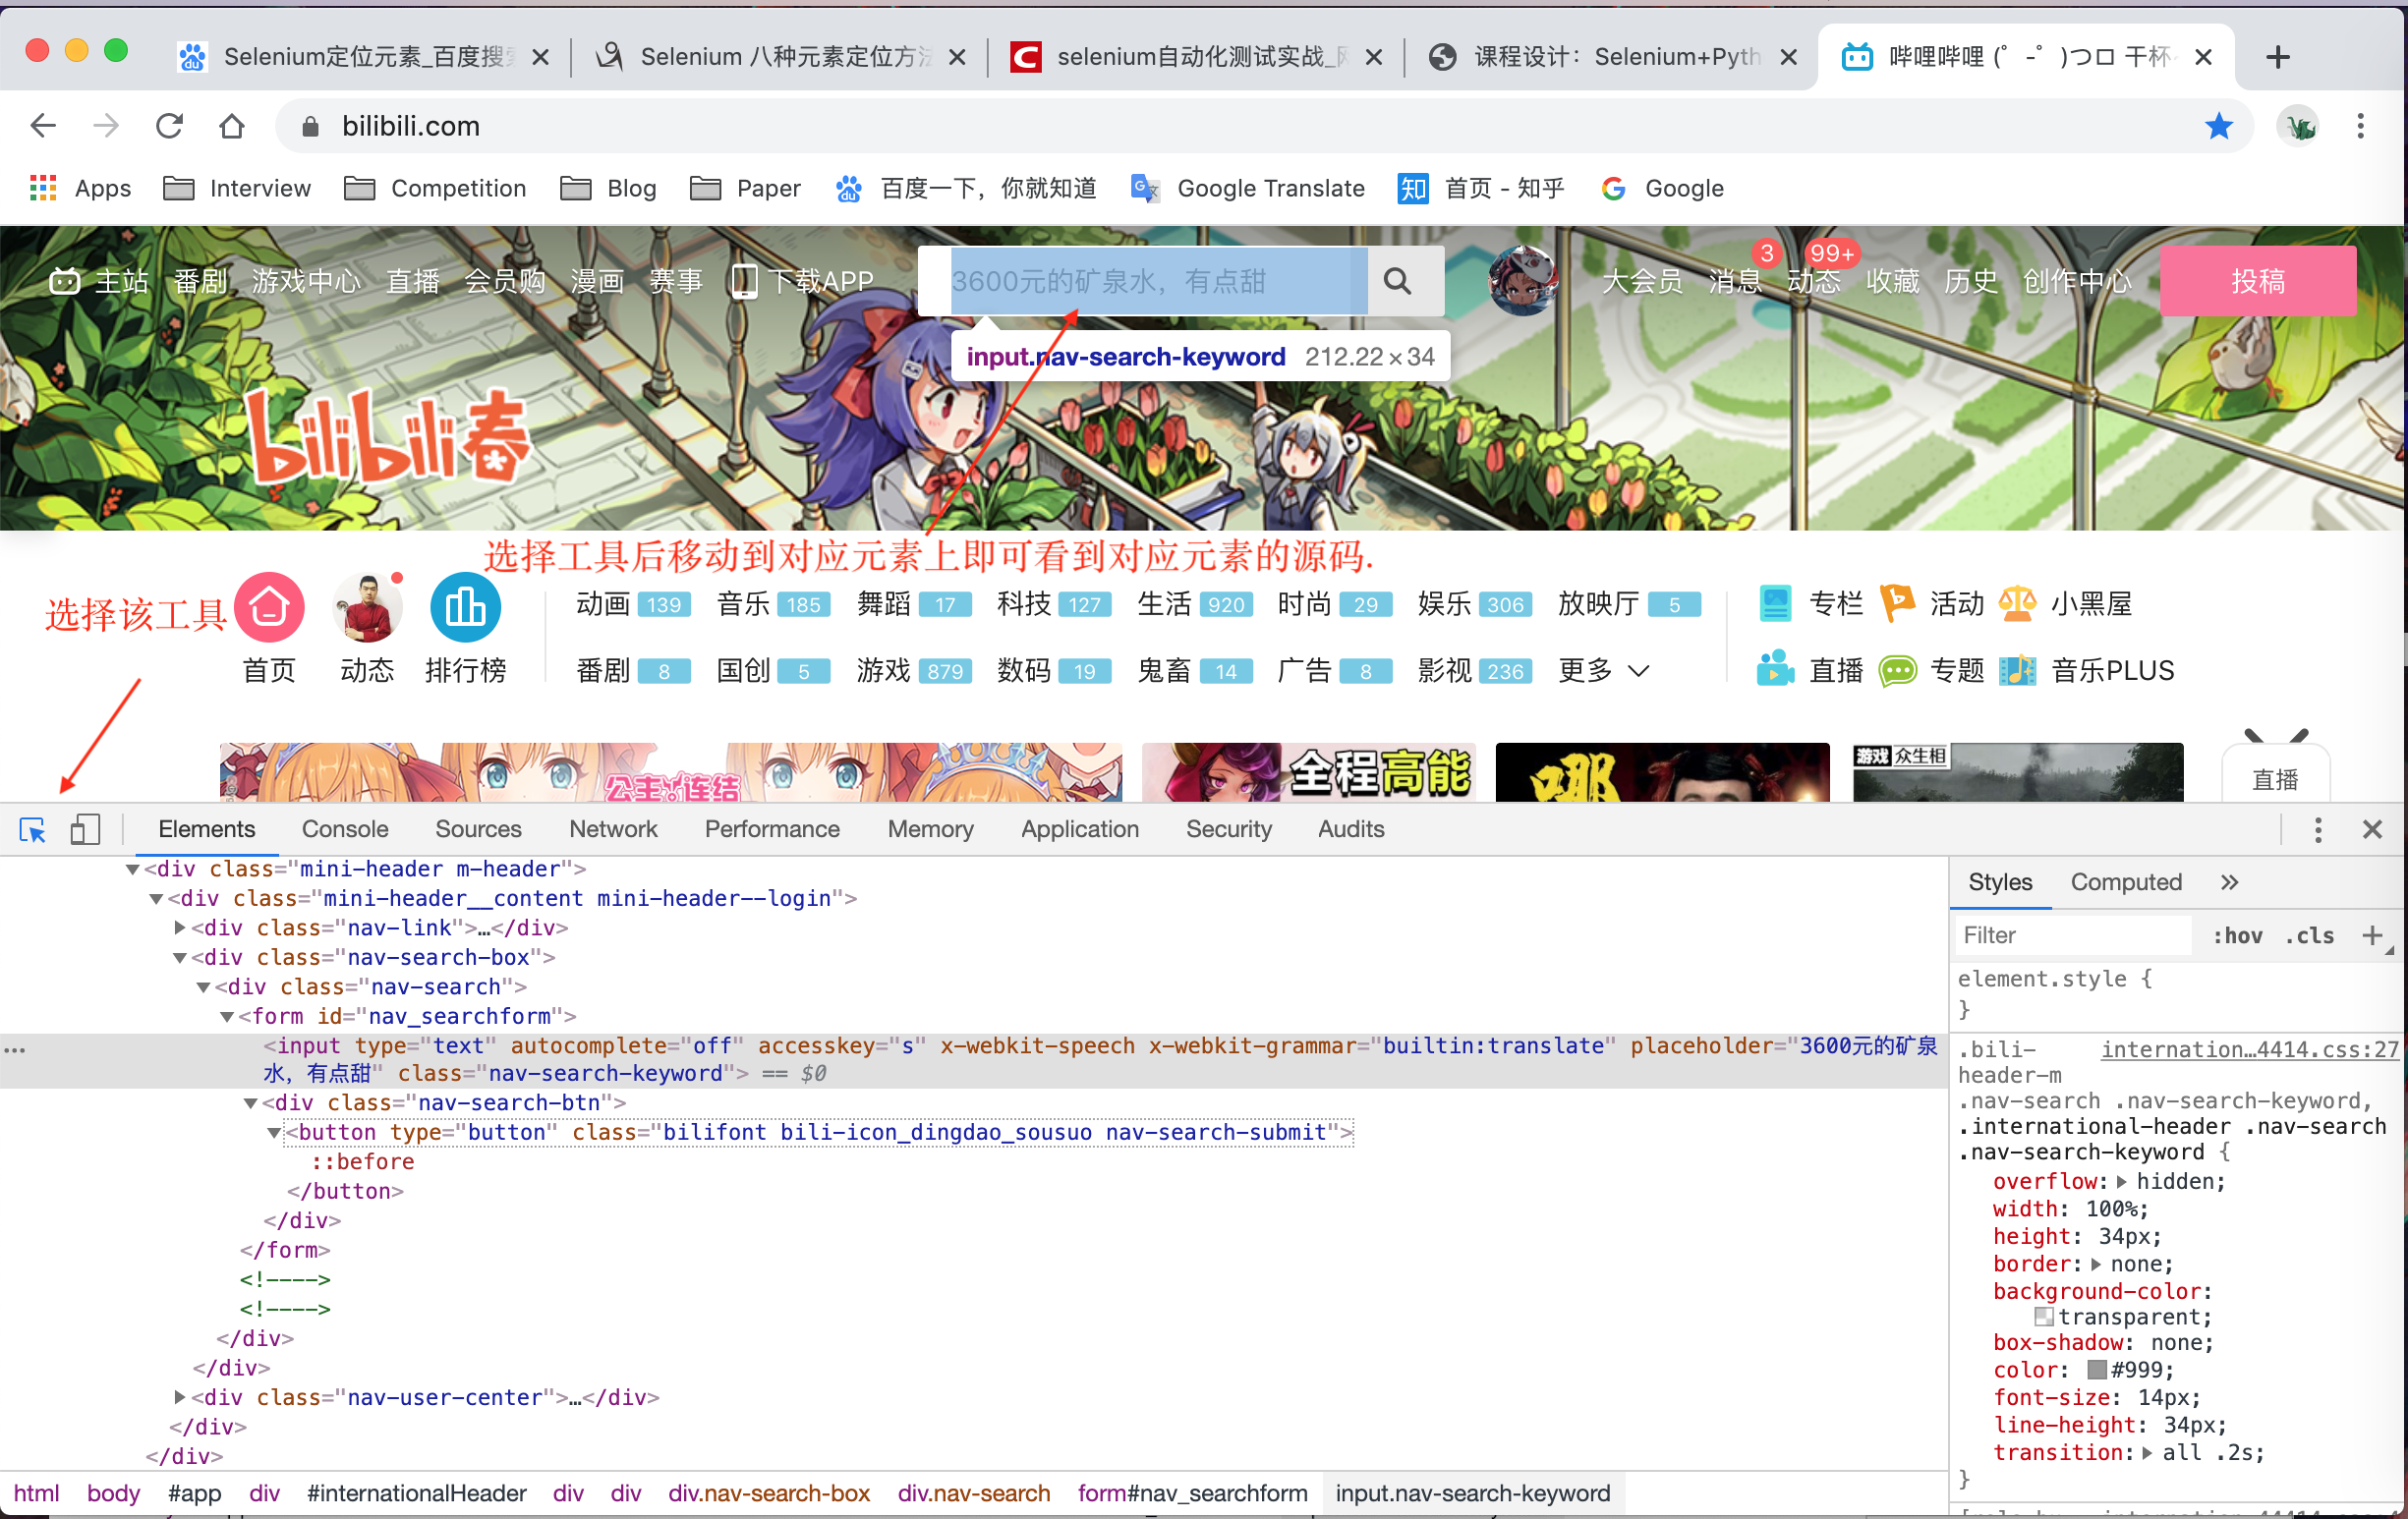 Selenium定位元素_百度搜索
Selenium 八种元素定位方法
selenium自动化测试实战_
课程设计：Selenium+Pyth
哔哩哔哩 (゜-゜)つロ 干杯~
bilibili.com
Apps Interview Competition Blog Paper 百度一下，你就知道 Google Translate 首页 - 知乎 Google
主站 番剧 游戏中心 直播 会员购 漫画 赛事 下载APP 3600元的矿泉水，有点甜 大会员 消息 3 动态 99+ 收藏 历史 创作中心 投稿
input.nav-search-keyword 212.22 × 34
bilibili春
选择工具后移动到对应元素上即可看到对应元素的源码.
选择该工具
首页 动态 排行榜
动画 139 音乐 185 舞蹈 17 科技 127 生活 920 时尚 29 娱乐 306 放映厅 5 专栏 活动 小黑屋
番剧 8 国创 5 游戏 879 数码 19 鬼畜 14 广告 8 影视 236 更多 直播 专题 音乐PLUS
公主连结
全程高能
哪
游戏 众生相
直播
Elements Console Sources Network Performance Memory Application Security Audits
<div class="mini-header m-header">
<div class="mini-header__content mini-header--login">
<div class="nav-link">…</div>
<div class="nav-search-box">
<div class="nav-search">
<form id="nav_searchform">
<input type="text" autocomplete="off" accesskey="s" x-webkit-speech x-webkit-grammar="builtin:translate" placeholder="3600元的矿泉
水，有点甜" class="nav-search-keyword"> == $0
<div class="nav-search-btn">
<button type="button" class="bilifont bili-icon_dingdao_sousuo nav-search-submit">
::before
</button>
</div>
</form>
<!---->
<!---->
</div>
</div>
<div class="nav-user-center">…</div>
</div>
</div>
html body #app div #internationalHeader div div div.nav-search-box div.nav-search form#nav_searchform input.nav-search-keyword
Styles Computed »
Filter :hov .cls +
element.style {
}
.bili- internation…4414.css:27
header-m
.nav-search .nav-search-keyword,
.international-header .nav-search
.nav-search-keyword {
overflow: hidden;
width: 100%;
height: 34px;
border: none;
background-color:
transparent;
box-shadow: none;
color: #999;
font-size: 14px;
line-height: 34px;
transition: all .2s;
}